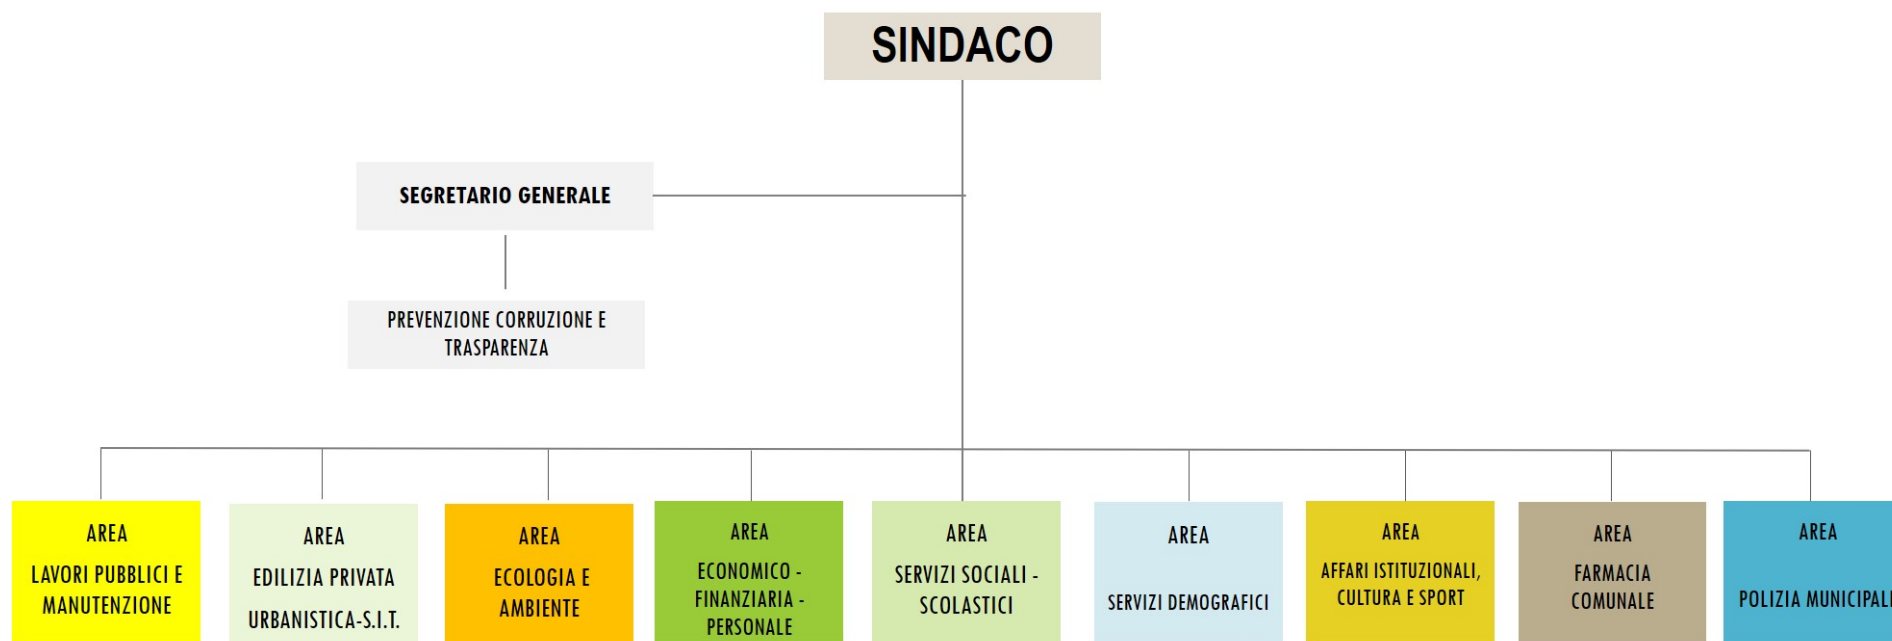 SINDACO
SEGRETARIO GENERALE
PREVENZIONE CORRUZIONE E
TRASPARENZA
AREA
LAVORI PUBBLICI E
MANUTENZIONE
AREA
EDILIZIA PRIVATA
URBANISTICA-S.I.T.
AREA
ECOLOGIA E
AMBIENTE
AREA
ECONOMICO -
FINANZIARIA -
PERSONALE
AREA
SERVIZI SOCIALI -
SCOLASTICI
AREA
SERVIZI DEMOGRAFICI
AREA
AFFARI ISTITUZIONALI,
CULTURA E SPORT
AREA
FARMACIA
COMUNALE
AREA
POLIZIA MUNICIPALE